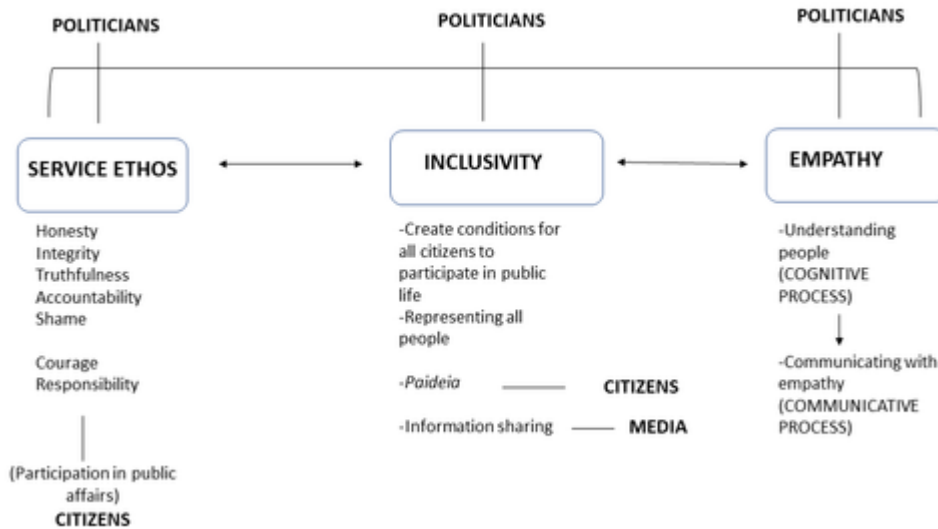 POLITICIANS
POLITICIANS
POLITICIANS
SERVICE ETHOS
INCLUSIVITY
EMPATHY
Honesty
Integrity
Truthfulness
Accountability
Shame
Courage
Responsibility
(Participation in public
affairs)
CITIZENS
-Create conditions for
all citizens to
participate in public
life
-Representing all
people
-Paideia
CITIZENS
-Information sharing
MEDIA
-Understanding
people
(COGNITIVE
PROCESS)
-Communicating with
empathy
(COMMUNICATIVE
PROCESS)